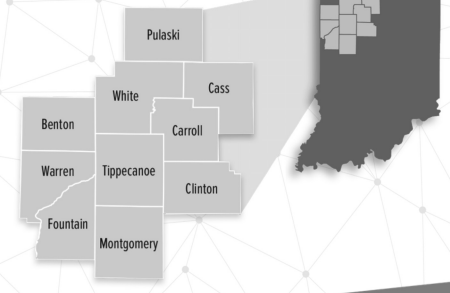 Pulaski
White
Cass
Benton
Carroll
Warren
Tippecanoe
Clinton
Fountain
Montgomery